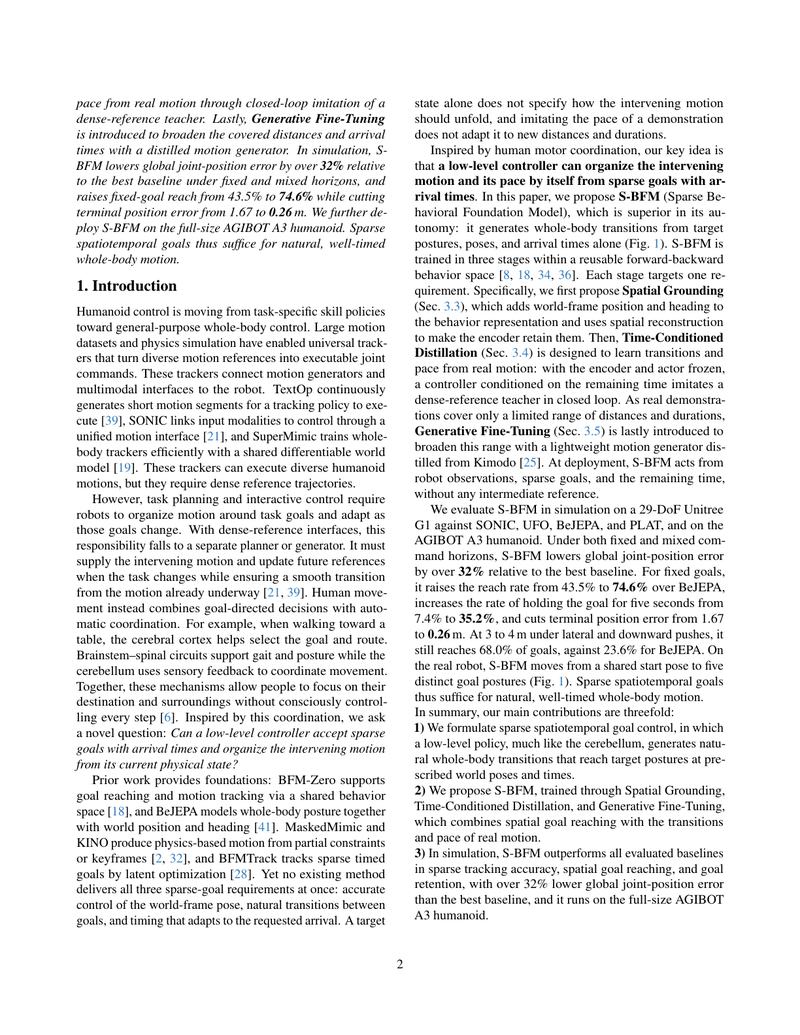 pace from real motion through closed-loop imitation of a
dense-reference teacher. Lastly, Generative Fine-Tuning
is introduced to broaden the covered distances and arrival
times with a distilled motion generator. In simulation, S-
BFM lowers global joint-position error by over 32% relative
to the best baseline under fixed and mixed horizons, and
raises fixed-goal reach from 43.5% to 74.6% while cutting
terminal position error from 1.67 to 0.26 m. We further de-
ploy S-BFM on the full-size AGIBOT A3 humanoid. Sparse
spatiotemporal goals thus suffice for natural, well-timed
whole-body motion.
1. Introduction
Humanoid control is moving from task-specific skill policies
toward general-purpose whole-body control. Large motion
datasets and physics simulation have enabled universal track-
ers that turn diverse motion references into executable joint
commands. These trackers connect motion generators and
multimodal interfaces to the robot. TextOp continuously
generates short motion segments for a tracking policy to exe-
cute [39], SONIC links input modalities to control through a
unified motion interface [21], and SuperMimic trains whole-
body trackers efficiently with a shared differentiable world
model [19]. These trackers can execute diverse humanoid
motions, but they require dense reference trajectories.
However, task planning and interactive control require
robots to organize motion around task goals and adapt as
those goals change. With dense-reference interfaces, this
responsibility falls to a separate planner or generator. It must
supply the intervening motion and update future references
when the task changes while ensuring a smooth transition
from the motion already underway [21, 39]. Human move-
ment instead combines goal-directed decisions with auto-
matic coordination. For example, when walking toward a
table, the cerebral cortex helps select the goal and route.
Brainstem–spinal circuits support gait and posture while the
cerebellum uses sensory feedback to coordinate movement.
Together, these mechanisms allow people to focus on their
destination and surroundings without consciously control-
ling every step [6]. Inspired by this coordination, we ask
a novel question: Can a low-level controller accept sparse
goals with arrival times and organize the intervening motion
from its current physical state?
Prior work provides foundations: BFM-Zero supports
goal reaching and motion tracking via a shared behavior
space [18], and BeJEPA models whole-body posture together
with world position and heading [41]. MaskedMimic and
KINO produce physics-based motion from partial constraints
or keyframes [2, 32], and BFMTrack tracks sparse timed
goals by latent optimization [28]. Yet no existing method
delivers all three sparse-goal requirements at once: accurate
control of the world-frame pose, natural transitions between
goals, and timing that adapts to the requested arrival. A target
state alone does not specify how the intervening motion
should unfold, and imitating the pace of a demonstration
does not adapt it to new distances and durations.
Inspired by human motor coordination, our key idea is
that a low-level controller can organize the intervening
motion and its pace by itself from sparse goals with ar-
rival times. In this paper, we propose S-BFM (Sparse Be-
havioral Foundation Model), which is superior in its au-
tonomy: it generates whole-body transitions from target
postures, poses, and arrival times alone (Fig. 1). S-BFM is
trained in three stages within a reusable forward-backward
behavior space [8, 18, 34, 36]. Each stage targets one re-
quirement. Specifically, we first propose Spatial Grounding
(Sec. 3.3), which adds world-frame position and heading to
the behavior representation and uses spatial reconstruction
to make the encoder retain them. Then, Time-Conditioned
Distillation (Sec. 3.4) is designed to learn transitions and
pace from real motion: with the encoder and actor frozen,
a controller conditioned on the remaining time imitates a
dense-reference teacher in closed loop. As real demonstra-
tions cover only a limited range of distances and durations,
Generative Fine-Tuning (Sec. 3.5) is lastly introduced to
broaden this range with a lightweight motion generator dis-
tilled from Kimodo [25]. At deployment, S-BFM acts from
robot observations, sparse goals, and the remaining time,
without any intermediate reference.
We evaluate S-BFM in simulation on a 29-DoF Unitree
G1 against SONIC, UFO, BeJEPA, and PLAT, and on the
AGIBOT A3 humanoid. Under both fixed and mixed com-
mand horizons, S-BFM lowers global joint-position error
by over 32% relative to the best baseline. For fixed goals,
it raises the reach rate from 43.5% to 74.6% over BeJEPA,
increases the rate of holding the goal for five seconds from
7.4% to 35.2%, and cuts terminal position error from 1.67
to 0.26 m. At 3 to 4 m under lateral and downward pushes, it
still reaches 68.0% of goals, against 23.6% for BeJEPA. On
the real robot, S-BFM moves from a shared start pose to five
distinct goal postures (Fig. 1). Sparse spatiotemporal goals
thus suffice for natural, well-timed whole-body motion.
In summary, our main contributions are threefold:
1) We formulate sparse spatiotemporal goal control, in which
a low-level policy, much like the cerebellum, generates natu-
ral whole-body transitions that reach target postures at pre-
scribed world poses and times.
2) We propose S-BFM, trained through Spatial Grounding,
Time-Conditioned Distillation, and Generative Fine-Tuning,
which combines spatial goal reaching with the transitions
and pace of real motion.
3) In simulation, S-BFM outperforms all evaluated baselines
in sparse tracking accuracy, spatial goal reaching, and goal
retention, with over 32% lower global joint-position error
than the best baseline, and it runs on the full-size AGIBOT
A3 humanoid.
2